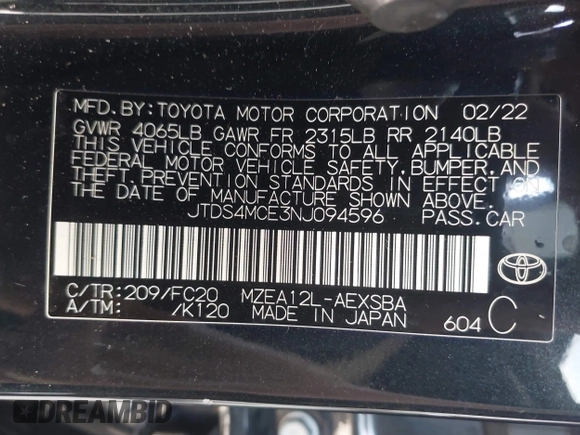 MFD. BY: TOYOTA MOTOR CORPORATION 02/22
GVWR 4065LB GAWR FR 2315LB RR 2140LB
THIS VEHICLE CONFORMS TO ALL APPLICABLE
FEDERAL MOTOR VEHICLE SAFETY, BUMPER, AND
THEFT PREVENTION STANDARDS IN EFFECT ON
THE DATE OF MANUFACTURE SHOWN ABOVE.
JTDS4MCE3NJ094596 PASS. CAR
C/TR: 209/FC20 MZEA12L-AEXSBA
A/TM: /K120 MADE IN JAPAN 604 C
DREAMBID